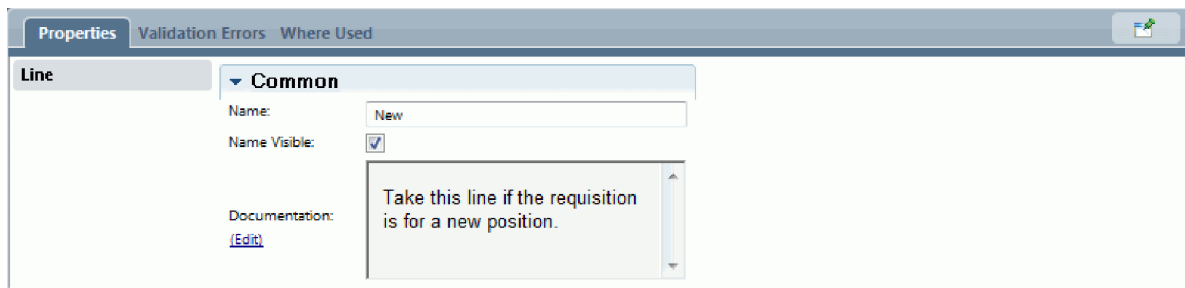 Properties Validation Errors Where Used
Line
Common
Name: New
Name Visible:
Documentation:
(Edit)
Take this line if the requisition
is for a new position.